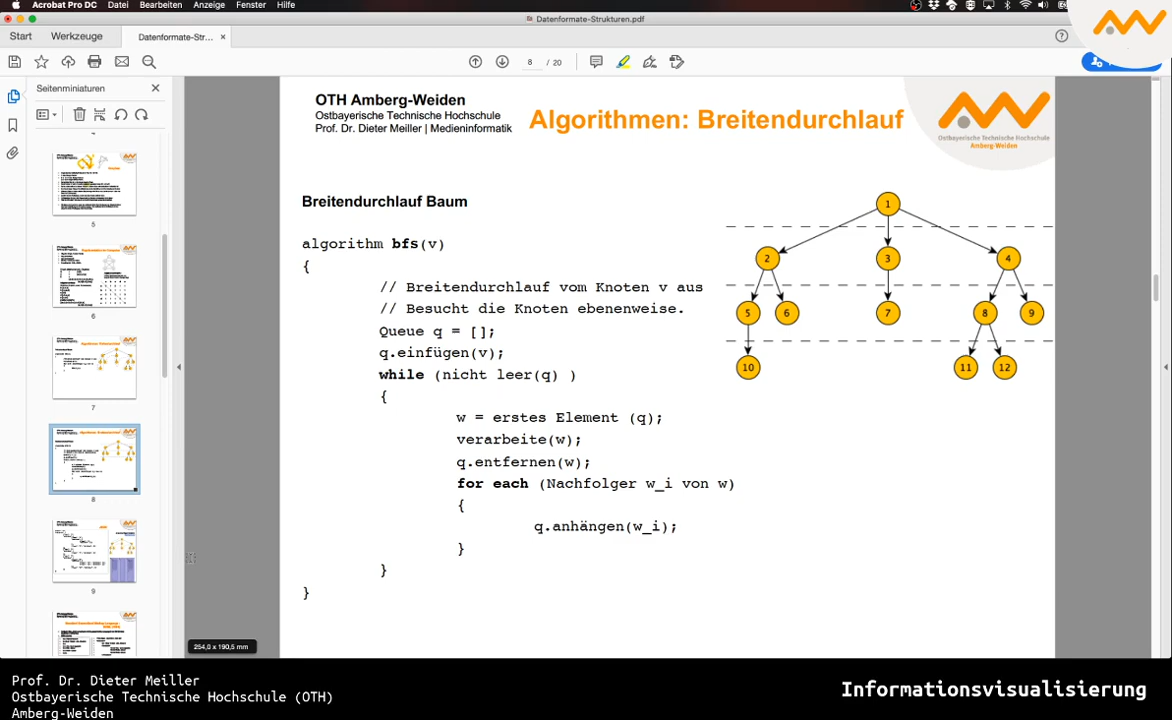 Acrobat Pro DC Datei Bearbeiten Anzeige Fenster Hilfe
Datenformate-Strukturen.pdf
Start Werkzeuge Datenformate-Str... ×
8 / 20
Seitenminiaturen
OTH Amberg-Weiden
Ostbayerische Technische Hochschule
Prof. Dr. Dieter Meiller | Medieninformatik
Algorithmen: Breitendurchlauf
Ostbayerische Technische Hochschule
Amberg-Weiden
Breitendurchlauf Baum
algorithm bfs(v)
{
// Breitendurchlauf vom Knoten v aus
// Besucht die Knoten ebenenweise.
Queue q = [];
q.einfügen(v);
while (nicht leer(q) )
{
w = erstes Element (q);
verarbeite(w);
q.entfernen(w);
for each (Nachfolger w_i von w)
{
q.anhängen(w_i);
}
}
}
1
2 3 4
5 6 7 8 9
10 11 12
5
6
7
8
9
254,0 x 190,5 mm
Prof. Dr. Dieter Meiller
Ostbayerische Technische Hochschule (OTH)
Amberg-Weiden
Informationsvisualisierung